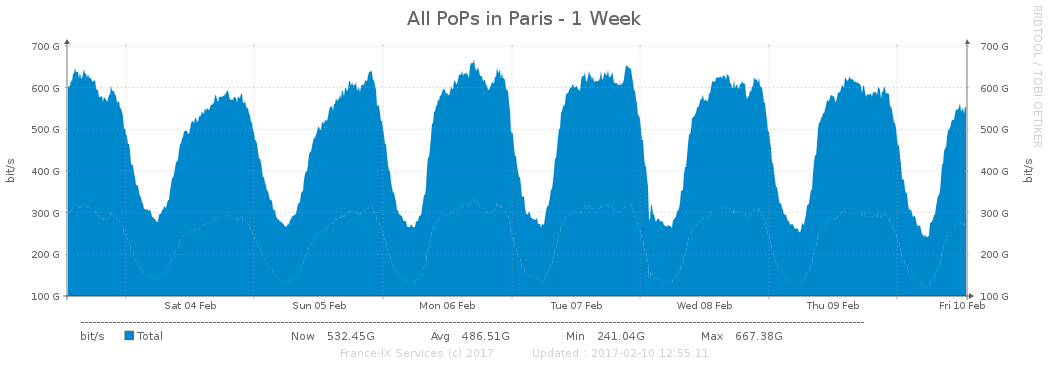 All PoPs in Paris - 1 Week
RRDTOOL / TOBI OETIKER
700 G 700 G
600 G 600 G
500 G 500 G
400 G 400 G
300 G 300 G
200 G 200 G
100 G 100 G
bit/s bit/s
Sat 04 Feb Sun 05 Feb Mon 06 Feb Tue 07 Feb Wed 08 Feb Thu 09 Feb Fri 10 Feb
bit/s Total Now 532.45G Avg 486.51G Min 241.04G Max 667.38G
France-IX Services (c) 2017 Updated : 2017-02-10 12:55:11